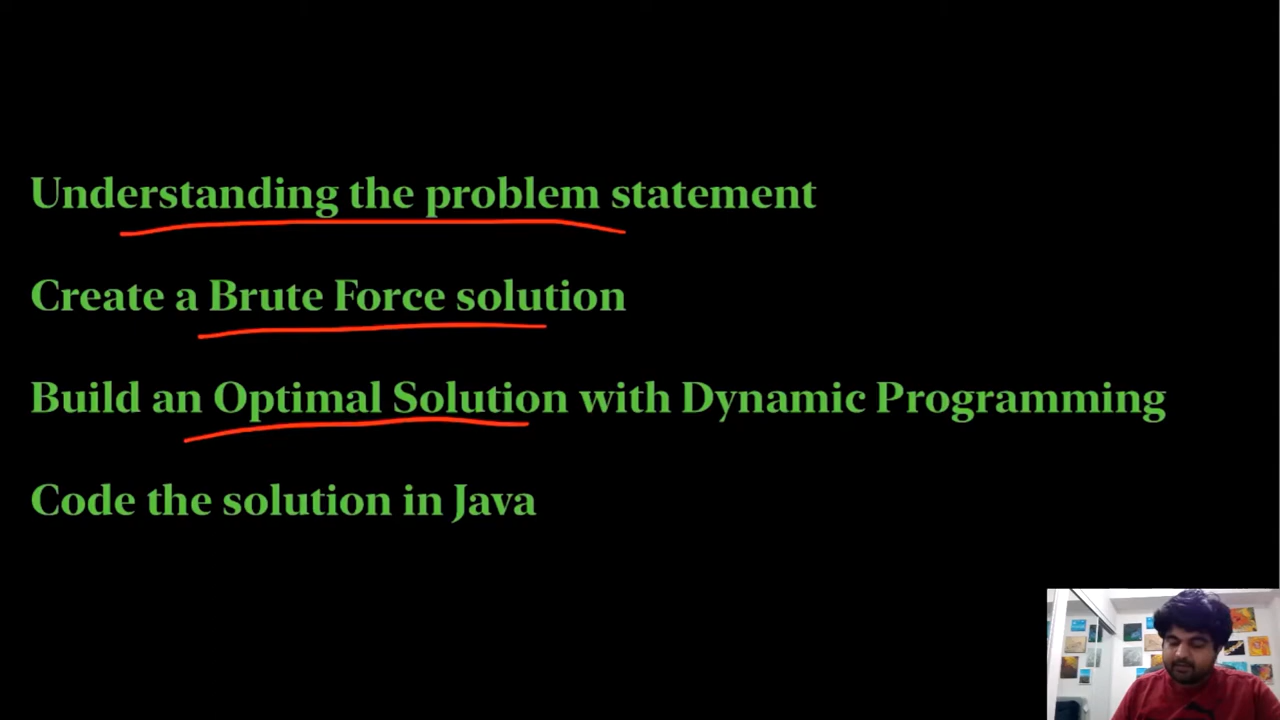 Understanding the problem statement
Create a Brute Force solution
Build an Optimal Solution with Dynamic Programming
Code the solution in Java